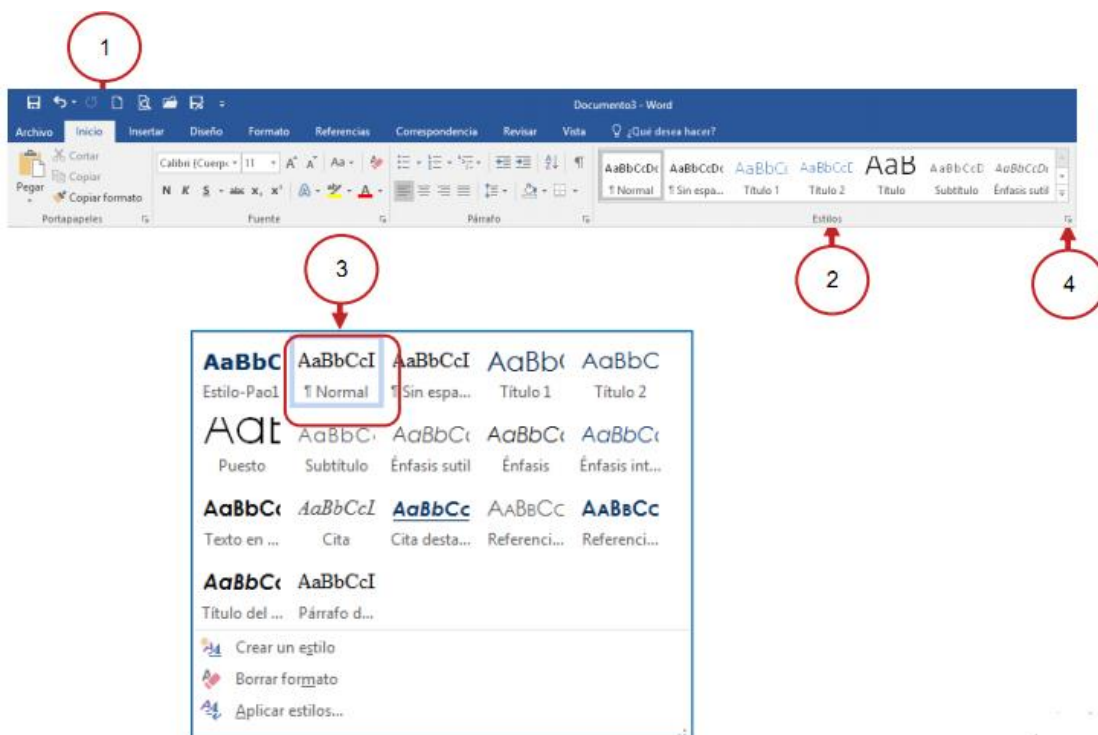 1
Documento3 - Word
Archivo Inicio Insertar Diseño Formato Referencias Correspondencia Revisar Vista ¿Qué desea hacer?
Cortar
Copiar
Pegar
Copiar formato
Calibri (Cuerpo 11 A A Aa
N K S abc x, x' A A
AaBbCcDc AaBbCcDc AaBbCc AaBbCcC AaB AaBbCcD AaBbCcDc
¶ Normal ¶ Sin espa... Título 1 Título 2 Título Subtítulo Énfasis sutil
Portapapeles Fuente Párrafo Estilos
3
2
4
AaBbC AaBbCcI AaBbCcI AaBb( AaBbC
Estilo-Pao1 ¶ Normal ¶ Sin espa... Título 1 Título 2
AaB AaBbC AaBbCc AaBbCc AaBbCc
Puesto Subtítulo Énfasis sutil Énfasis Énfasis int...
AaBbCc AaBbCcI AaBbCc AaBbCc AaBbCc
Texto en ... Cita Cita desta... Referenci... Referenci...
AaBbCc AaBbCcI
Título del ... Párrafo d...
Crear un estilo
Borrar formato
Aplicar estilos...